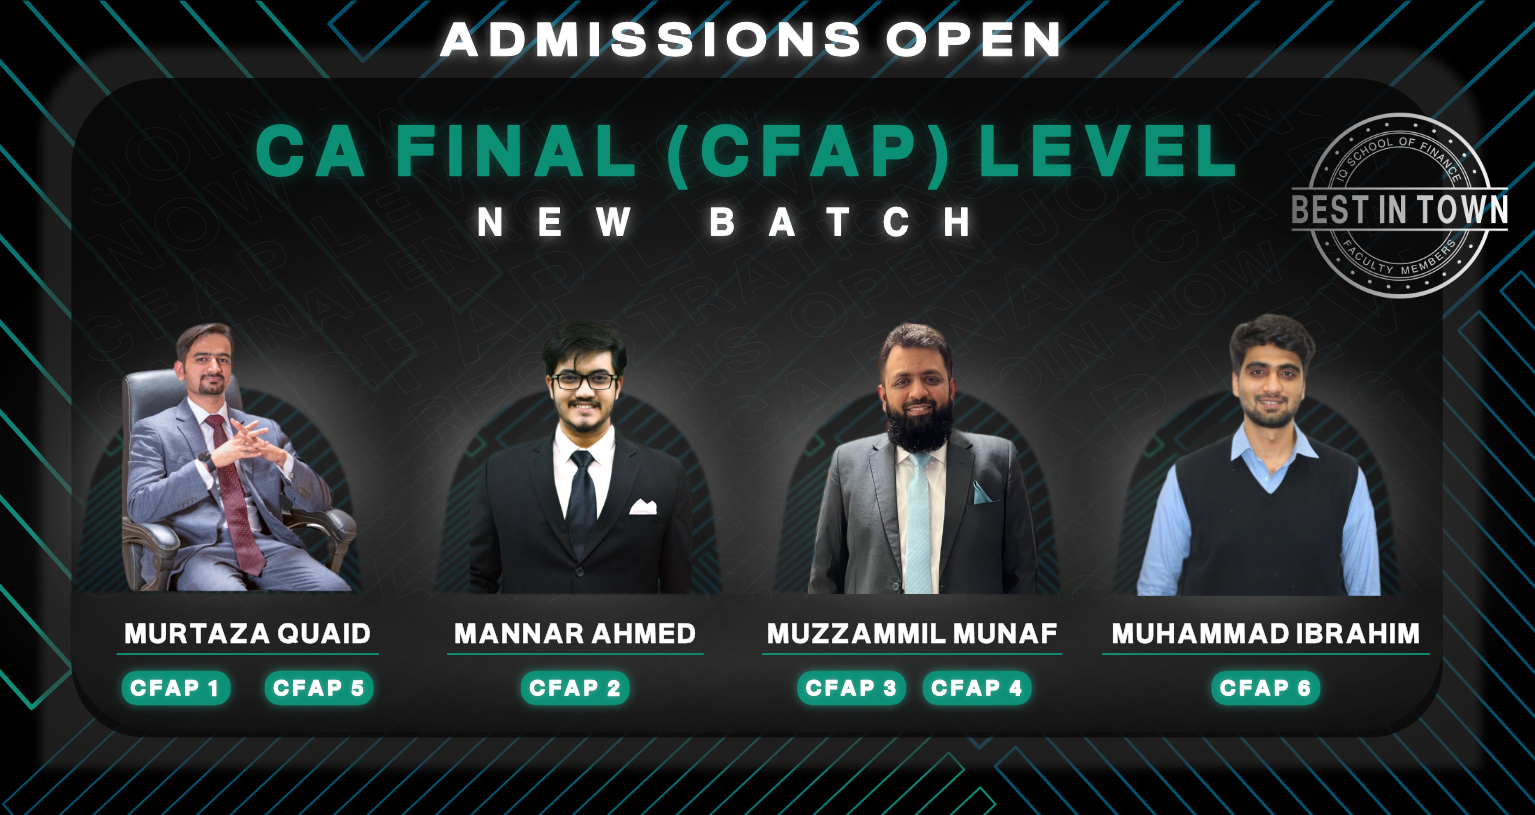 ADMISSIONS OPEN
CA FINAL (CFAP) LEVEL
NEW BATCH
IQ SCHOOL OF FINANCE
BEST IN TOWN
FACULTY MEMBERS
MURTAZA QUAID
CFAP 1 CFAP 5
MANNAR AHMED
CFAP 2
MUZZAMMIL MUNAF
CFAP 3 CFAP 4
MUHAMMAD IBRAHIM
CFAP 6